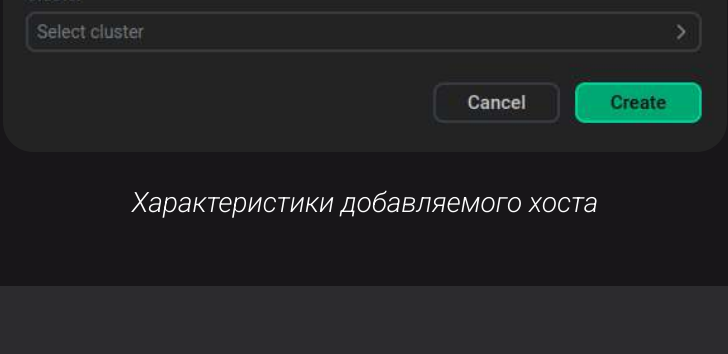 Select cluster
Cancel Create
Характеристики добавляемого хоста